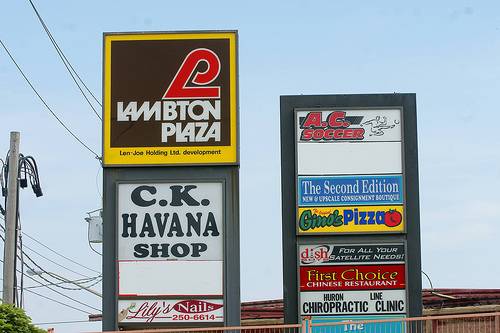 LAMBTON
PLAZA
Len-Joe Holding Ltd. development
C.K.
HAVANA
SHOP
Lily's Nails
250-6614
A.C.
SOCCER
The Second Edition
NEW & UPSCALE CONSIGNMENT BOUTIQUE
Gino's Pizza
dish FOR ALL YOUR
SATELLITE NEEDS!
First Choice
CHINESE RESTAURANT
HURON LINE
CHIROPRACTIC CLINIC
The